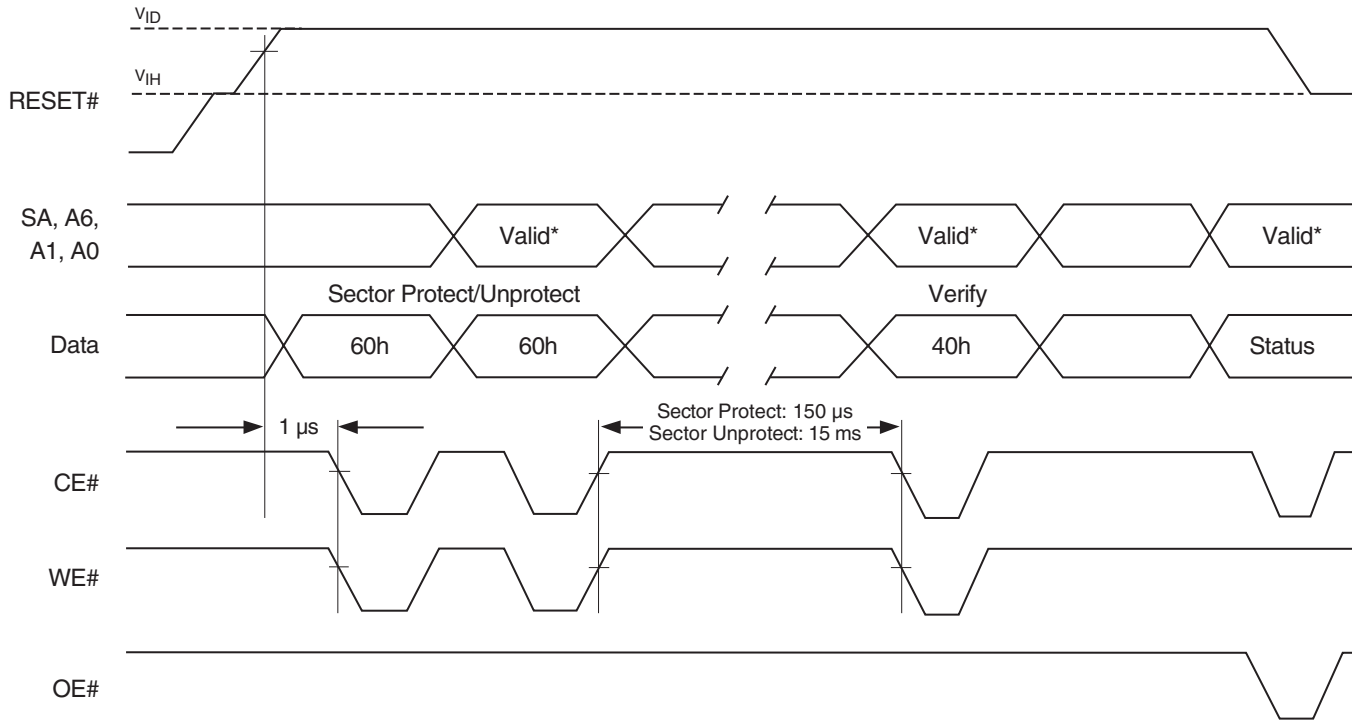 VID
VIH
RESET#
SA, A6,
A1, A0
Valid*
Valid*
Valid*
Sector Protect/Unprotect
Verify
Data
60h
60h
40h
Status
1 µs
Sector Protect: 150 µs
Sector Unprotect: 15 ms
CE#
WE#
OE#